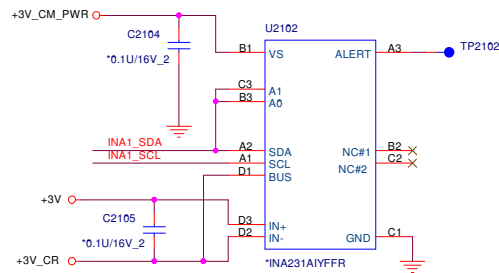 +3V_CM_PWR
C2104
*0.1U/16V_2
U2102
B1
VS
ALERT
A3
TP2102
C3
A1
B3
A0
INA1_SDA
A2
SDA
INA1_SCL
A1
SCL
D1
BUS
NC#1
B2
NC#2
C2
+3V
C2105
*0.1U/16V_2
D3
IN+
D2
IN-
GND
C1
+3V_CR
*INA231AIYFFR